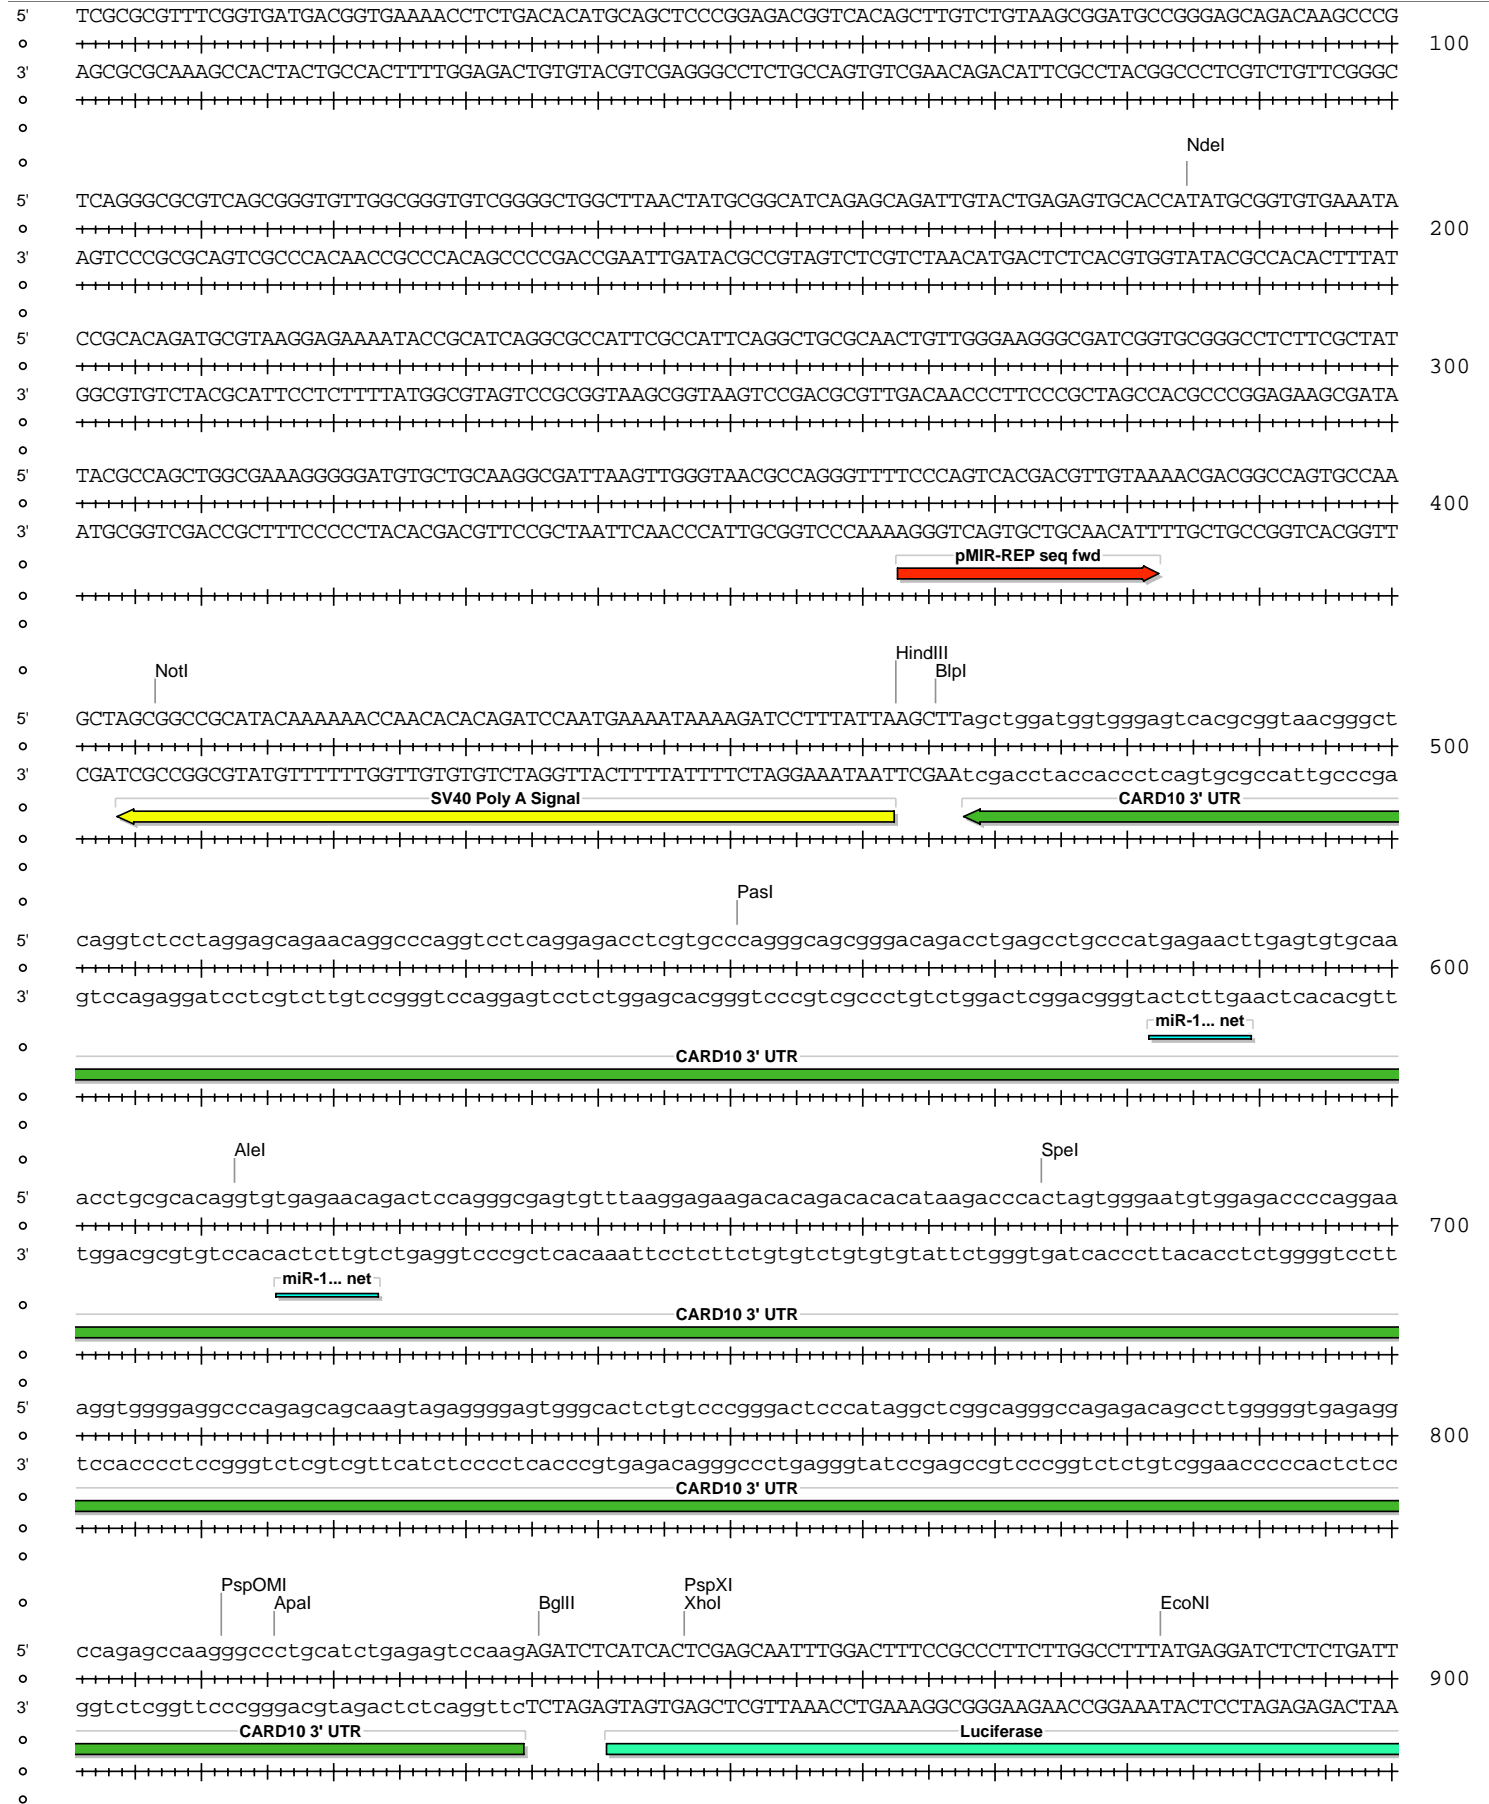 5' TCGCGCGTTTCGGTGATGACGGTGAAAACCTCTGACACATGCAGCTCCCGGAGACGGTCACAGCTTGTCTGTAAGCGGATGCCGGGAGCAGACAAGCCCG
100
3' AGCGCGCAAAGCCACTACTGCCACTTTTGGAGACTGTGTACGTCGAGGGCCTCTGCCAGTGTCGAACAGACATTCGCCTACGGCCCTCGTCTGTTCGGGC
NdeI
5' TCAGGGCGCGTCAGCGGGTGTTGGCGGGTGTCGGGGCTGGCTTAACTATGCGGCATCAGAGCAGATTGTACTGAGAGTGCACCATATGCGGTGTGAAATA
200
3' AGTCCCGCGCAGTCGCCCACAACCGCCCACAGCCCCGACCGAATTGATACGCCGTAGTCTCGTCTAACATGACTCTCACGTGGTATACGCCACACTTTAT
5' CCGCACAGATGCGTAAGGAGAAAATACCGCATCAGGCGCCATTCGCCATTCAGGCTGCGCAACTGTTGGGAAGGGCGATCGGTGCGGGCCTCTTCGCTAT
300
3' GGCGTGTCTACGCATTCCTCTTTTATGGCGTAGTCCGCGGTAAGCGGTAAGTCCGACGCGTTGACAACCCTTCCCGCTAGCCACGCCCGGAGAAGCGATA
5' TACGCCAGCTGGCGAAAGGGGGATGTGCTGCAAGGCGATTAAGTTGGGTAACGCCAGGGTTTTCCCAGTCACGACGTTGTAAAACGACGGCCAGTGCCAA
400
3' ATGCGGTCGACCGCTTTCCCCCTACACGACGTTCCGCTAATTCAACCCATTGCGGTCCCAAAAGGGTCAGTGCTGCAACATTTTGCTGCCGGTCACGGTT
pMIR-REP seq fwd
HindIII
NotI BlpI
5' GCTAGCGGCCGCATACAAAAAACCAACACACAGATCCAATGAAAATAAAAGATCCTTTATTAAGCTTagctggatggtgggagtcacgcggtaacgggct
500
3' CGATCGCCGGCGTATGTTTTTTGGTTGTGTGTCTAGGTTACTTTTATTTTCTAGGAAATAATTCGAAtcgacctaccaccctcagtgcgccattgcccga
SV40 Poly A Signal CARD10 3' UTR
PasI
5' caggtctcctaggagcagaacaggcccaggtcctcaggagacctcgtgcccagggcagcgggacagacctgagcctgcccatgagaacttgagtgtgcaa
600
3' gtccagaggatcctcgtcttgtccgggtccaggagtcctctggagcacgggtcccgtcgccctgtctggactcggacgggtactcttgaactcacacgtt
miR-1... net
CARD10 3' UTR
AleI SpeI
5' acctgcgcacaggtgtgagaacagactccagggcgagtgtttaaggagaagacacagacacacataagacccactagtgggaatgtggagaccccaggaa
700
3' tggacgcgtgtccacactcttgtctgaggtcccgctcacaaattcctcttctgtgtctgtgtgtattctgggtgatcacccttacacctctggggtcctt
miR-1... net
CARD10 3' UTR
5' aggtggggaggcccagagcagcaagtagaggggagtgggcactctgtcccgggactcccataggctcggcagggccagagacagccttgggggtgagagg
800
3' tccacccctccgggtctcgtcgttcatctcccctcacccgtgagacagggccctgagggtatccgagccgtcccggtctctgtcggaacccccactctcc
CARD10 3' UTR
PspOMI PspXI
ApaI BglII XhoI EcoNI
5' ccagagccaagggcccctgcatctgagagtccaagAGATCTCATCACTCGAGCAATTTGGACTTTCCGCCCTTCTTGGCCTTTATGAGGATCTCTCTGATT
900
3' ggtctcggttcccgggacgtagactctcaggttcTCTAGAGTAGTGAGCTCGTTAAACCTGAAAGGCGGGAAGAACCGGAAATACTCCTAGAGAGACTAA
CARD10 3' UTR Luciferase